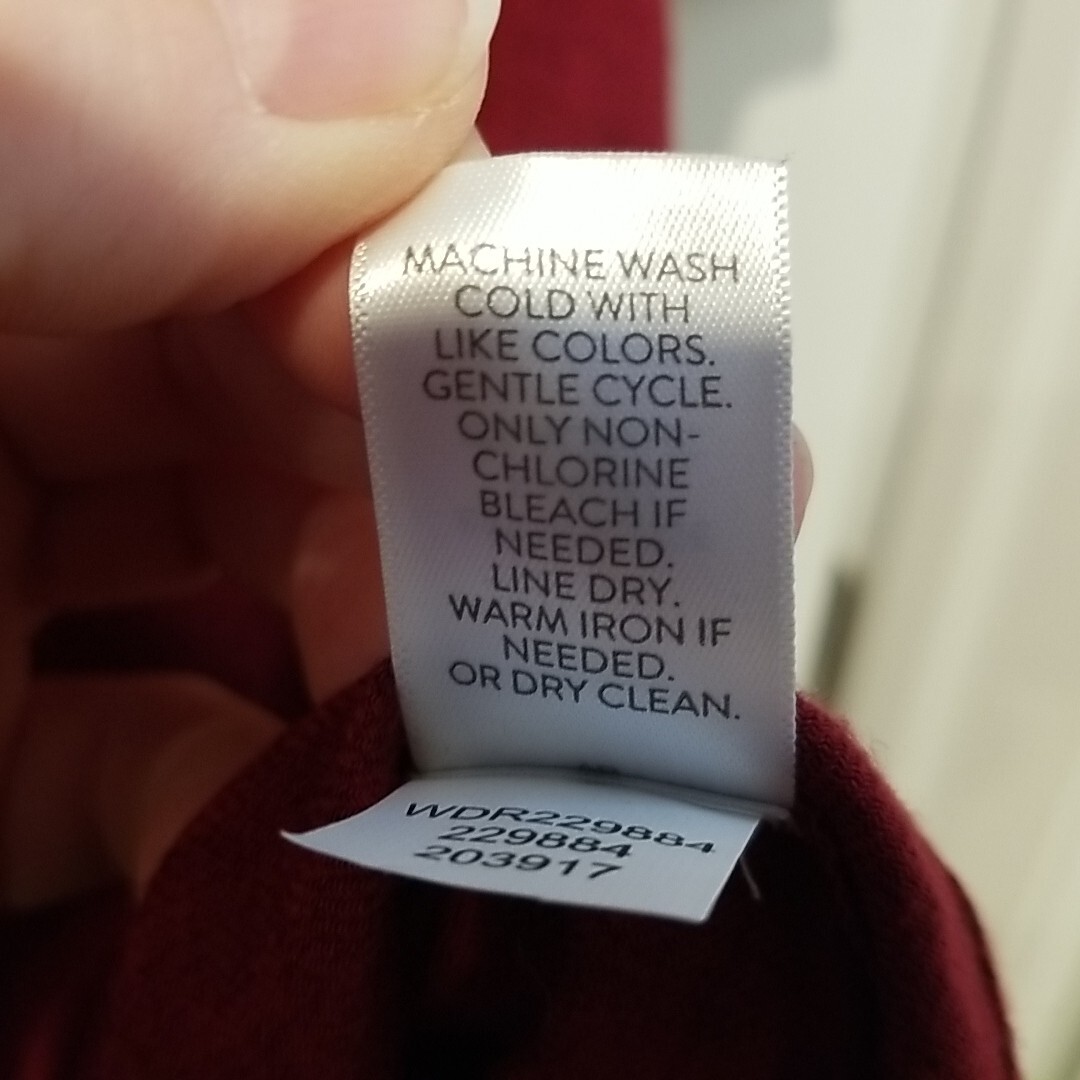 MACHINE WASH
COLD WITH
LIKE COLORS.
GENTLE CYCLE.
ONLY NON-
CHLORINE
BLEACH IF
NEEDED.
LINE DRY.
WARM IRON IF
NEEDED.
OR DRY CLEAN.
WDR229884
229884
203917